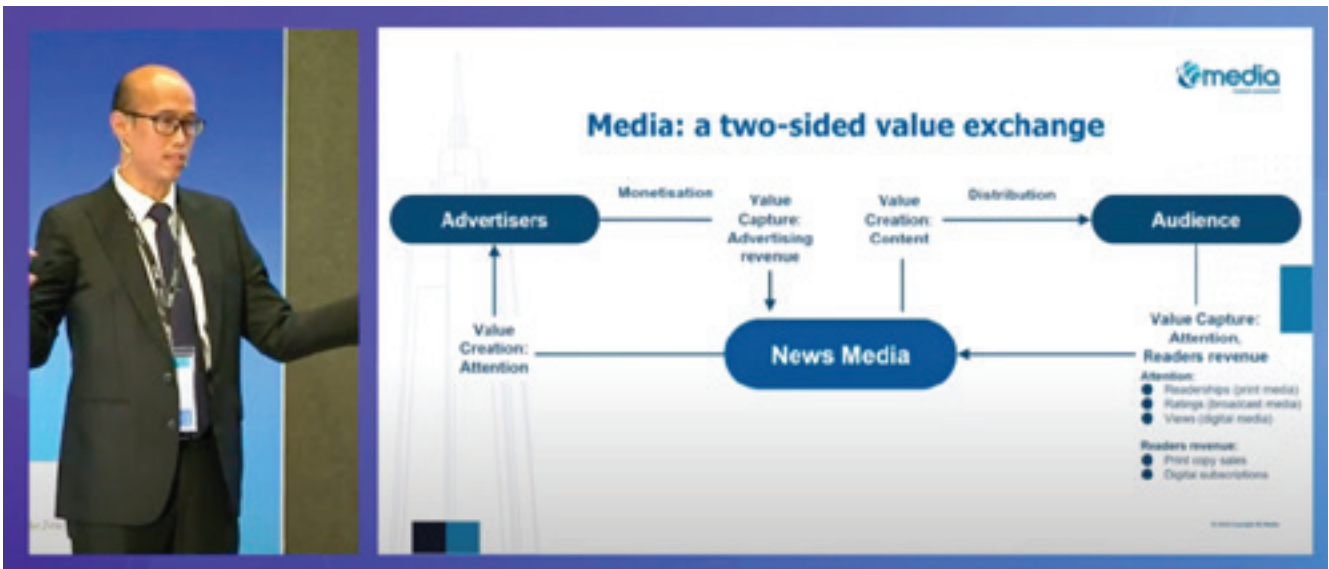 media
Media: a two-sided value exchange
Monetisation
Distribution
Advertisers
Value
Capture:
Advertising
revenue
Value
Creation:
Content
Audience
Value
Creation:
Attention
News Media
Value Capture:
Attention,
Readers revenue
Attention:
Readerships (print media)
Ratings (broadcast media)
Views (digital media)
Readers revenue:
Print copy sales
Digital subscriptions